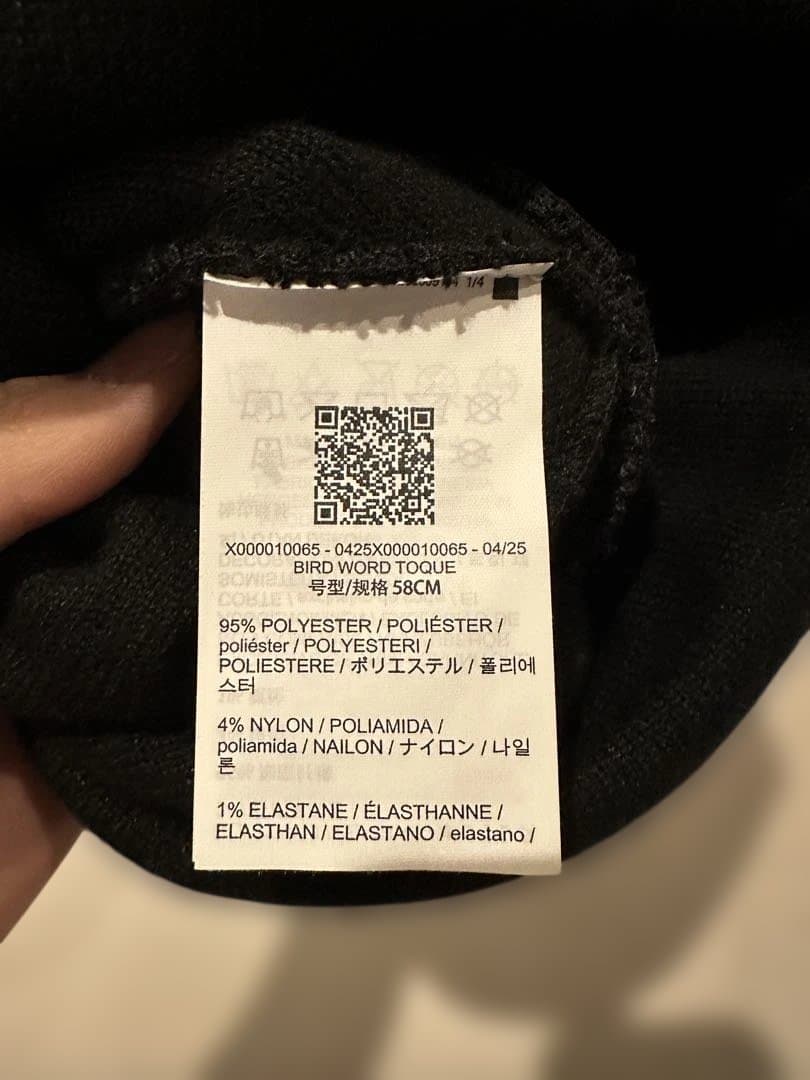 1/4
X000010065 - 0425X000010065 - 04/25
BIRD WORD TOQUE
号型/规格 58CM
95% POLYESTER / POLIÉSTER /
poliéster / POLYESTERI /
POLIESTERE / ポリエステル / 폴리에
스터
4% NYLON / POLIAMIDA /
poliamida / NAILON / ナイロン / 나일
론
1% ELASTANE / ÉLASTHANNE /
ELASTHAN / ELASTANO / elastano /